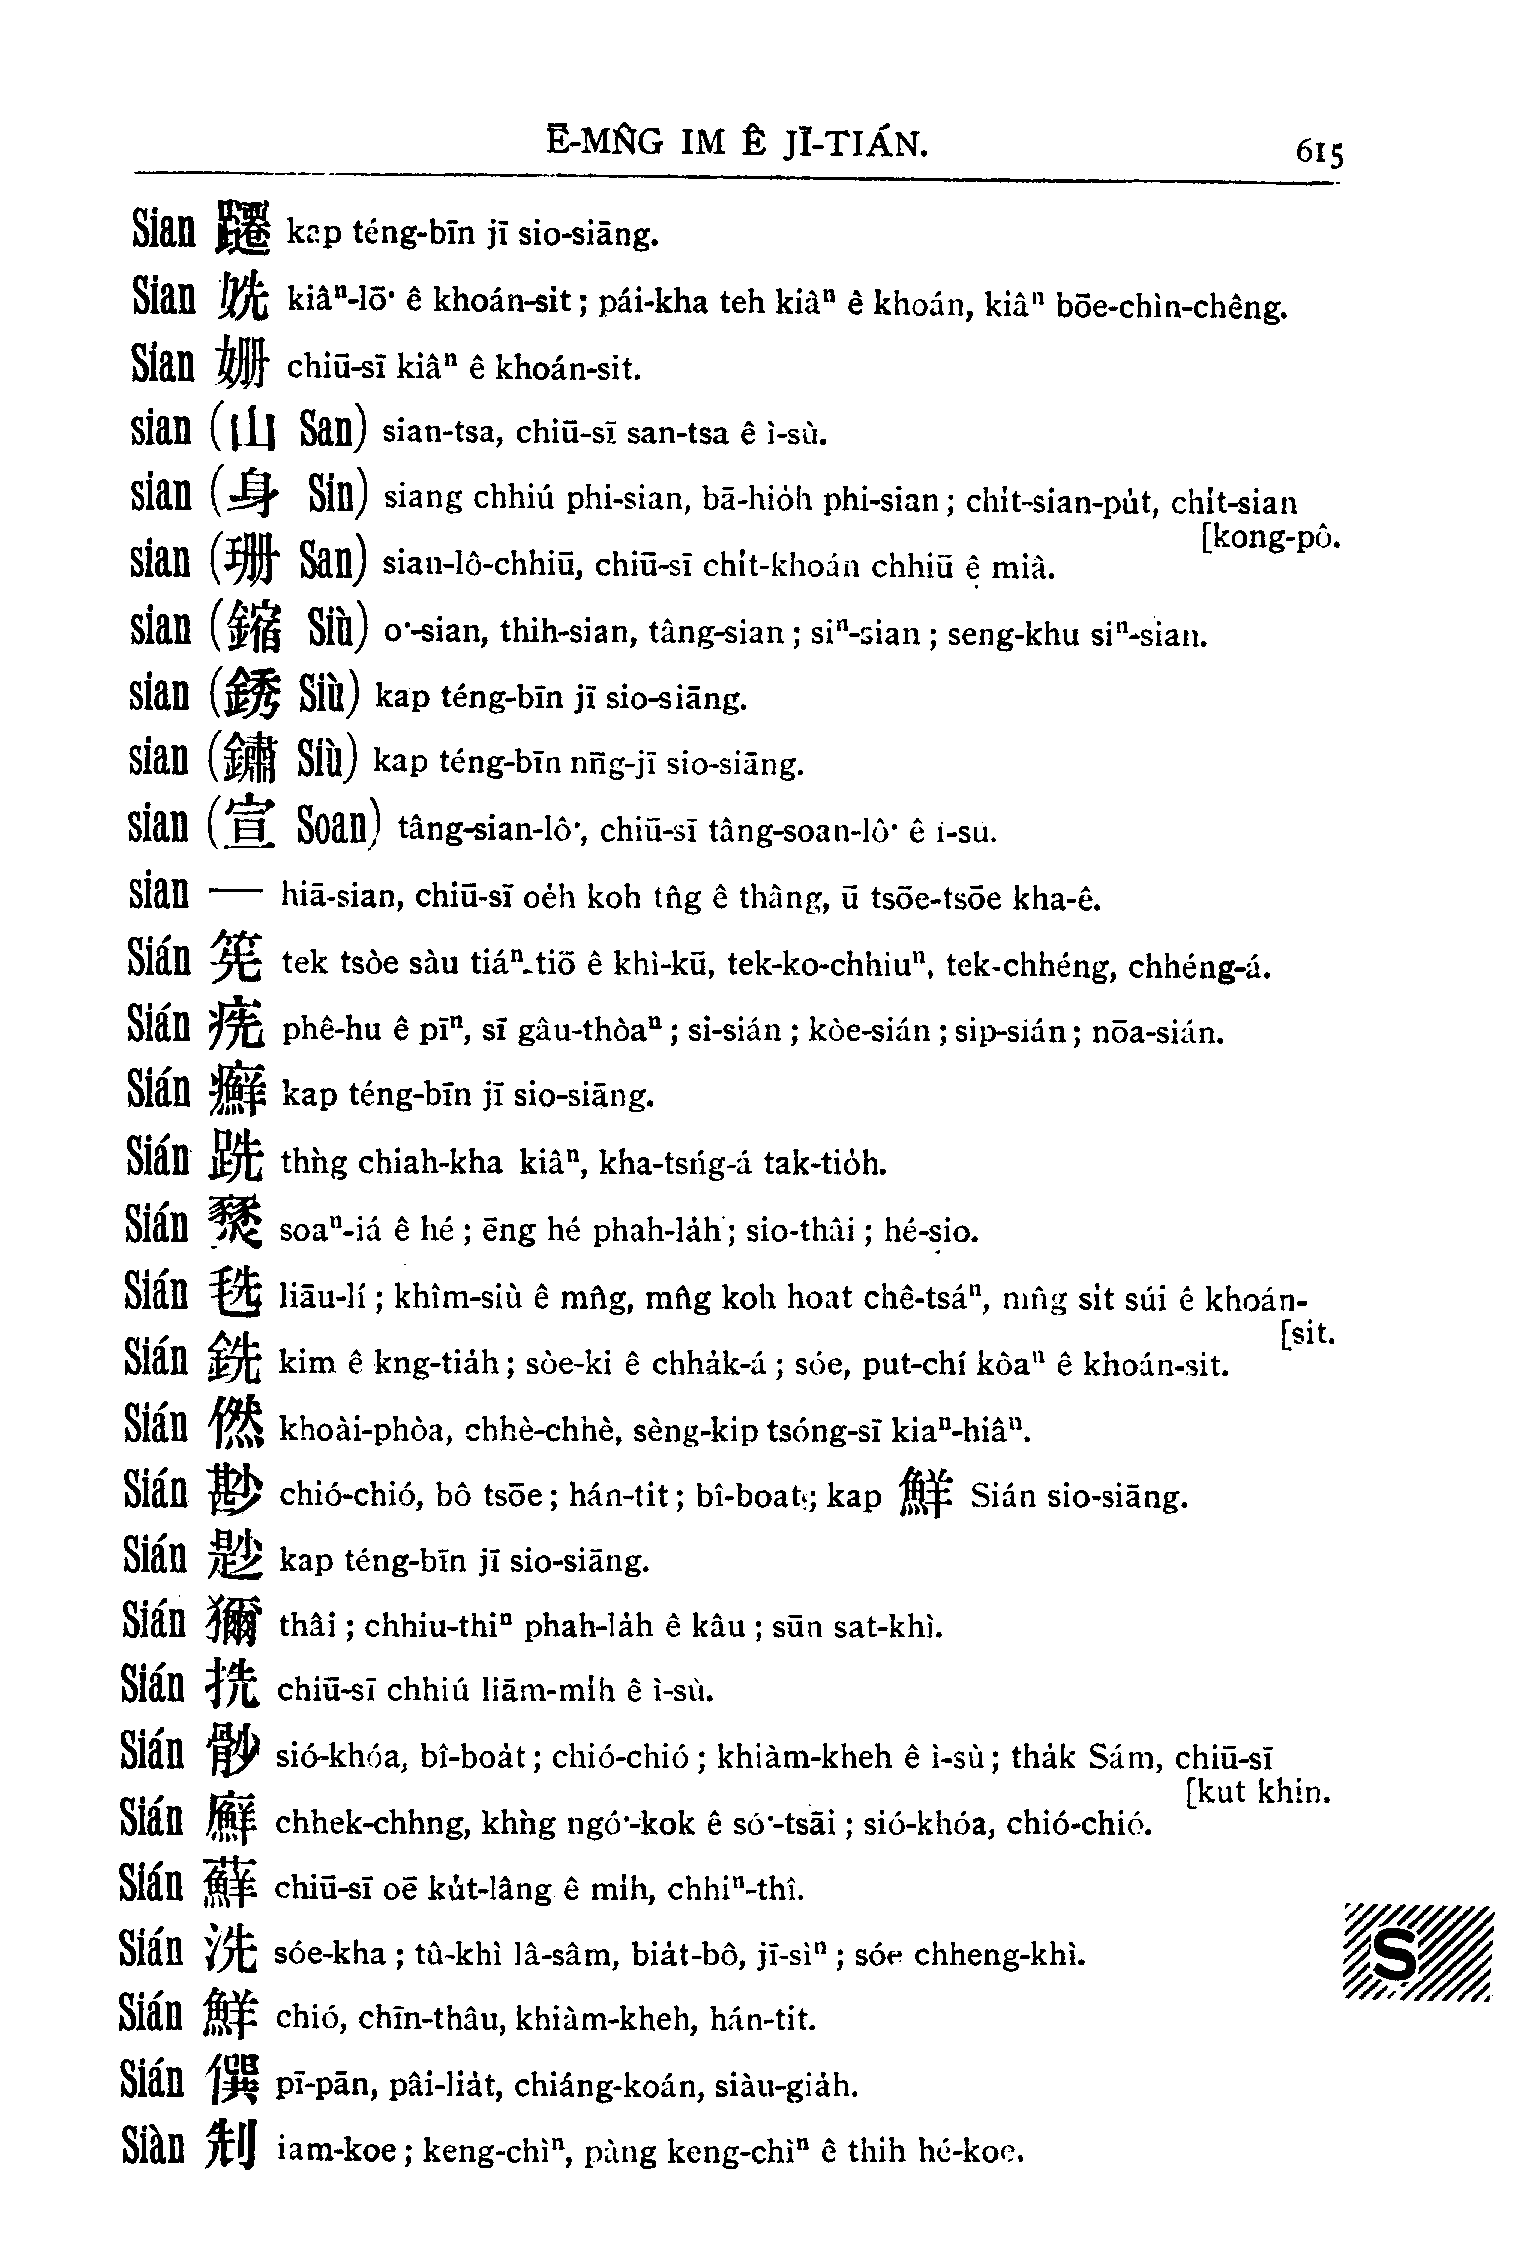 Ē-MN̂G IM Ê JĪ-TIÁN.
615
Sian 躚 kap téng-bīn jī sio-siāng.
Sian kiâⁿ-lō͘ ê khoán-sit; pái-kha teh kiâⁿ ê khoán, kiâⁿ bōe-chìn-chêng.
Sian 姍 chiū-sī kiâⁿ ê khoán-sit.
sian (山 San) sian-tsa, chiū-sī san-tsa ê ì-sù.
sian (身 Sin) siang chhiú phi-sian, bā-hio̍h phi-sian; chi̍t-sian-pu̍t, chi̍t-sian
[kong-pô.
sian (珊 San) sian-lô-chhiū, chiū-sī chi̍t-khoán chhiū ê miâ.
sian (鏥 Siù) o͘-sian, thih-sian, tâng-sian; siⁿ-sian; seng-khu siⁿ-sian.
sian (銹 Siù) kap téng-bīn jī sio-siāng.
sian (鏽 Siù) kap téng-bīn nn̄g-jī sio-siāng.
sian (宣 Soan) tâng-sian-lô͘, chiū-sī tâng-soan-lô͘ ê ì-sù.
sian — hiā-sian, chiū-sī oe̍h koh tn̂g ê thâng, ū tsōe-tsōe kha-ê.
Sián 筅 tek tsòe sàu tiáⁿ-tiō ê khì-kū, tek-ko-chhiuⁿ, tek-chhéng, chhéng-á.
Sián 㾌 phê-hu ê pīⁿ, sī gâu-thòaⁿ; si-sián; kòe-sián; sip-sián; nōa-sián.
Sián 癬 kap téng-bīn jī sio-siāng.
Sián 跣 thǹg chiah-kha kiâⁿ, kha-tsńg-á tak-tio̍h.
Sián 燹 soaⁿ-iá ê hé; ēng hé phah-la̍h; sio-thâi; hé-sio.
Sián 毨 liāu-lí; khîm-siù ê mn̂g, mn̂g koh hoat chê-tsáⁿ, mn̂g sit súi ê khoán-
[sit.
Sián 銑 kim ê kng-tia̍h; sòe-ki ê chha̍k-á; sóe, put-chí kôaⁿ ê khoán-sit.
Sián 㒄 khoài-phòa, chhè-chhè, sèng-kip tsóng-sī kiaⁿ-hiâⁿ.
Sián 尠 chió-chió, bô tsōe; hán-tit; bî-boat; kap 鮮 Sián sio-siāng.
Sián 尟 kap téng-bīn jī sio-siāng.
Sián 獮 thâi; chhiu-thiⁿ phah-la̍h ê kâu; sūn sat-khì.
Sián 㧥 chiū-sī chhiú liām-mi̍h ê ì-sù.
Sián sió-khóa, bî-boa̍t; chió-chió; khiàm-kheh ê ì-sù; tha̍k Sám, chiū-sī
[kut khin.
Sián 廯 chhek-chhng, khǹg ngó͘-kok ê só͘-tsāi; sió-khóa, chió-chió.
Sián 蘚 chiū-sī oē ku̍t-lâng ê mi̍h, chhiⁿ-thî.
Sián 洗 sóe-kha; tû-khì lâ-sâm, bia̍t-bô, jī-sìⁿ; sóe chheng-khì.
Sián 鮮 chió, chīn-thâu, khiàm-kheh, hán-tit.
Sián 僎 pī-pān, pâi-lia̍t, chiáng-koán, siàu-gia̍h.
Siàn 㓨 iam-koe; keng-chìⁿ, pàng keng-chìⁿ ê thih hé-koe.
S